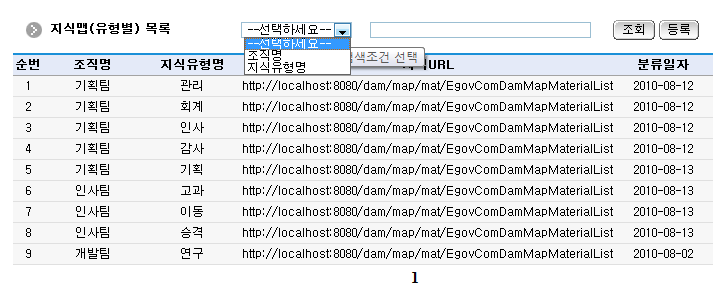 지식맵(유형별) 목록 --선택하세요-- 조회 등록
--선택하세요--
조직명
지식유형명
색조건 선택
순번 조직명 지식유형명 URL 분류일자
1 기획팀 관리 http://localhost:8080/dam/map/mat/EgovComDamMapMaterialList 2010-08-12
2 기획팀 회계 http://localhost:8080/dam/map/mat/EgovComDamMapMaterialList 2010-08-12
3 기획팀 인사 http://localhost:8080/dam/map/mat/EgovComDamMapMaterialList 2010-08-12
4 기획팀 감사 http://localhost:8080/dam/map/mat/EgovComDamMapMaterialList 2010-08-12
5 기획팀 기획 http://localhost:8080/dam/map/mat/EgovComDamMapMaterialList 2010-08-13
6 인사팀 고과 http://localhost:8080/dam/map/mat/EgovComDamMapMaterialList 2010-08-13
7 인사팀 이동 http://localhost:8080/dam/map/mat/EgovComDamMapMaterialList 2010-08-13
8 인사팀 승격 http://localhost:8080/dam/map/mat/EgovComDamMapMaterialList 2010-08-13
9 개발팀 연구 http://localhost:8080/dam/map/mat/EgovComDamMapMaterialList 2010-08-02
1